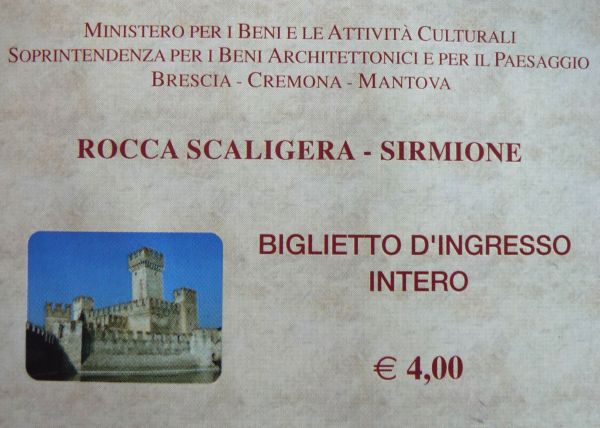 MINISTERO PER I BENI E LE ATTIVITÀ CULTURALI
SOPRINTENDENZA PER I BENI ARCHITETTONICI E PER IL PAESAGGIO
BRESCIA - CREMONA - MANTOVA
ROCCA SCALIGERA - SIRMIONE
BIGLIETTO D'INGRESSO
INTERO
€ 4,00